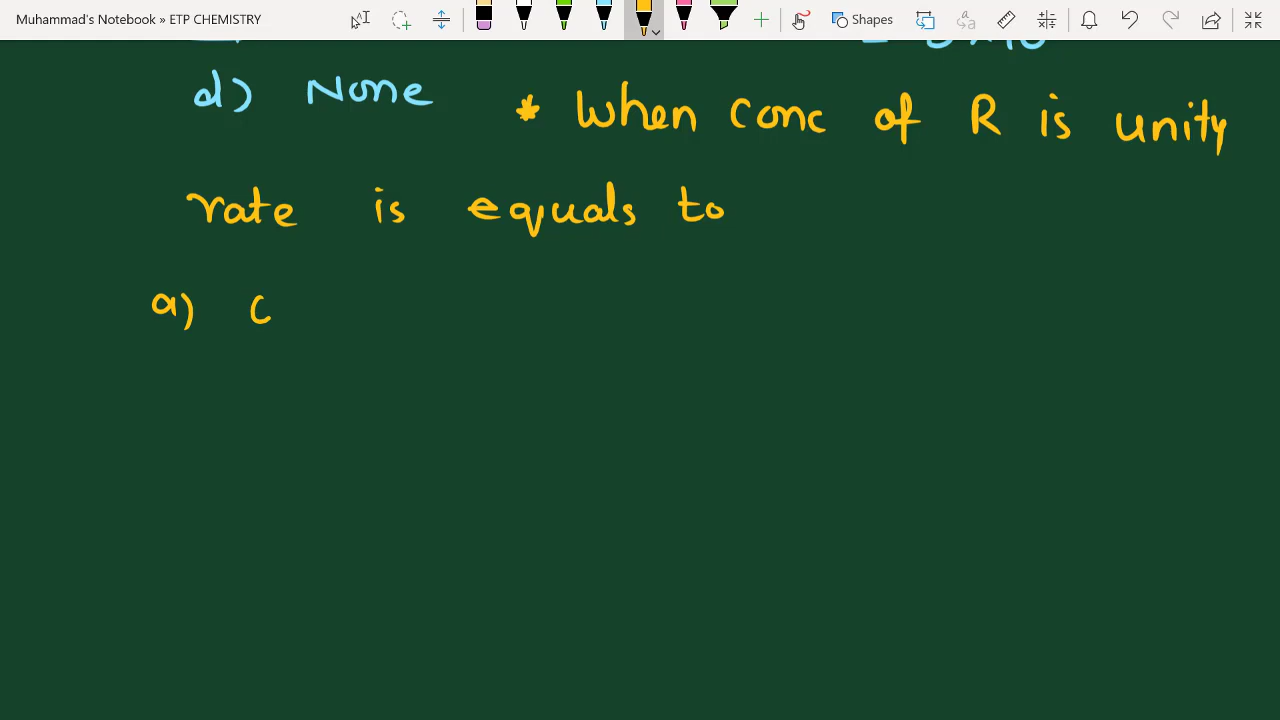 Muhammad's Notebook » ETP CHEMISTRY
Shapes
d) None
* when conc of R is unity
rate is equals to
a) c